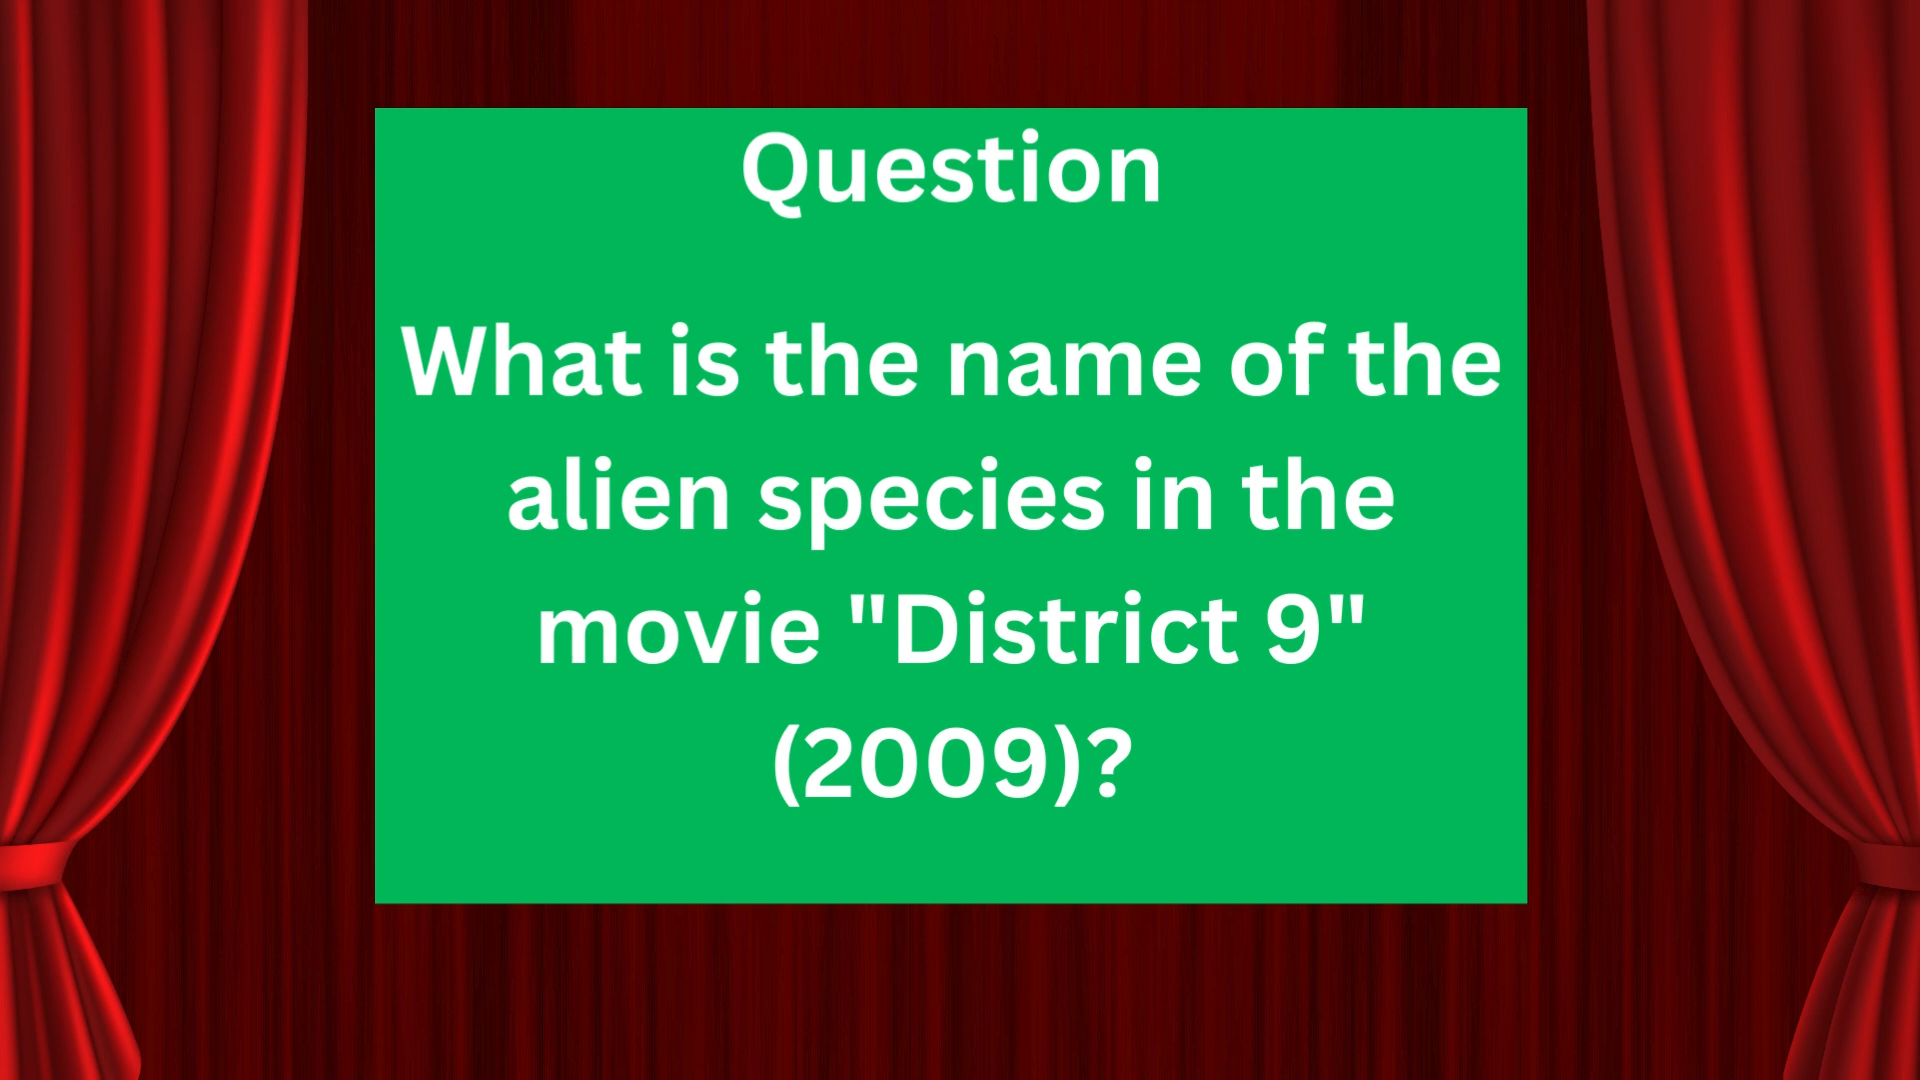 Question
What is the name of the
alien species in the
movie "District 9"
(2009)?